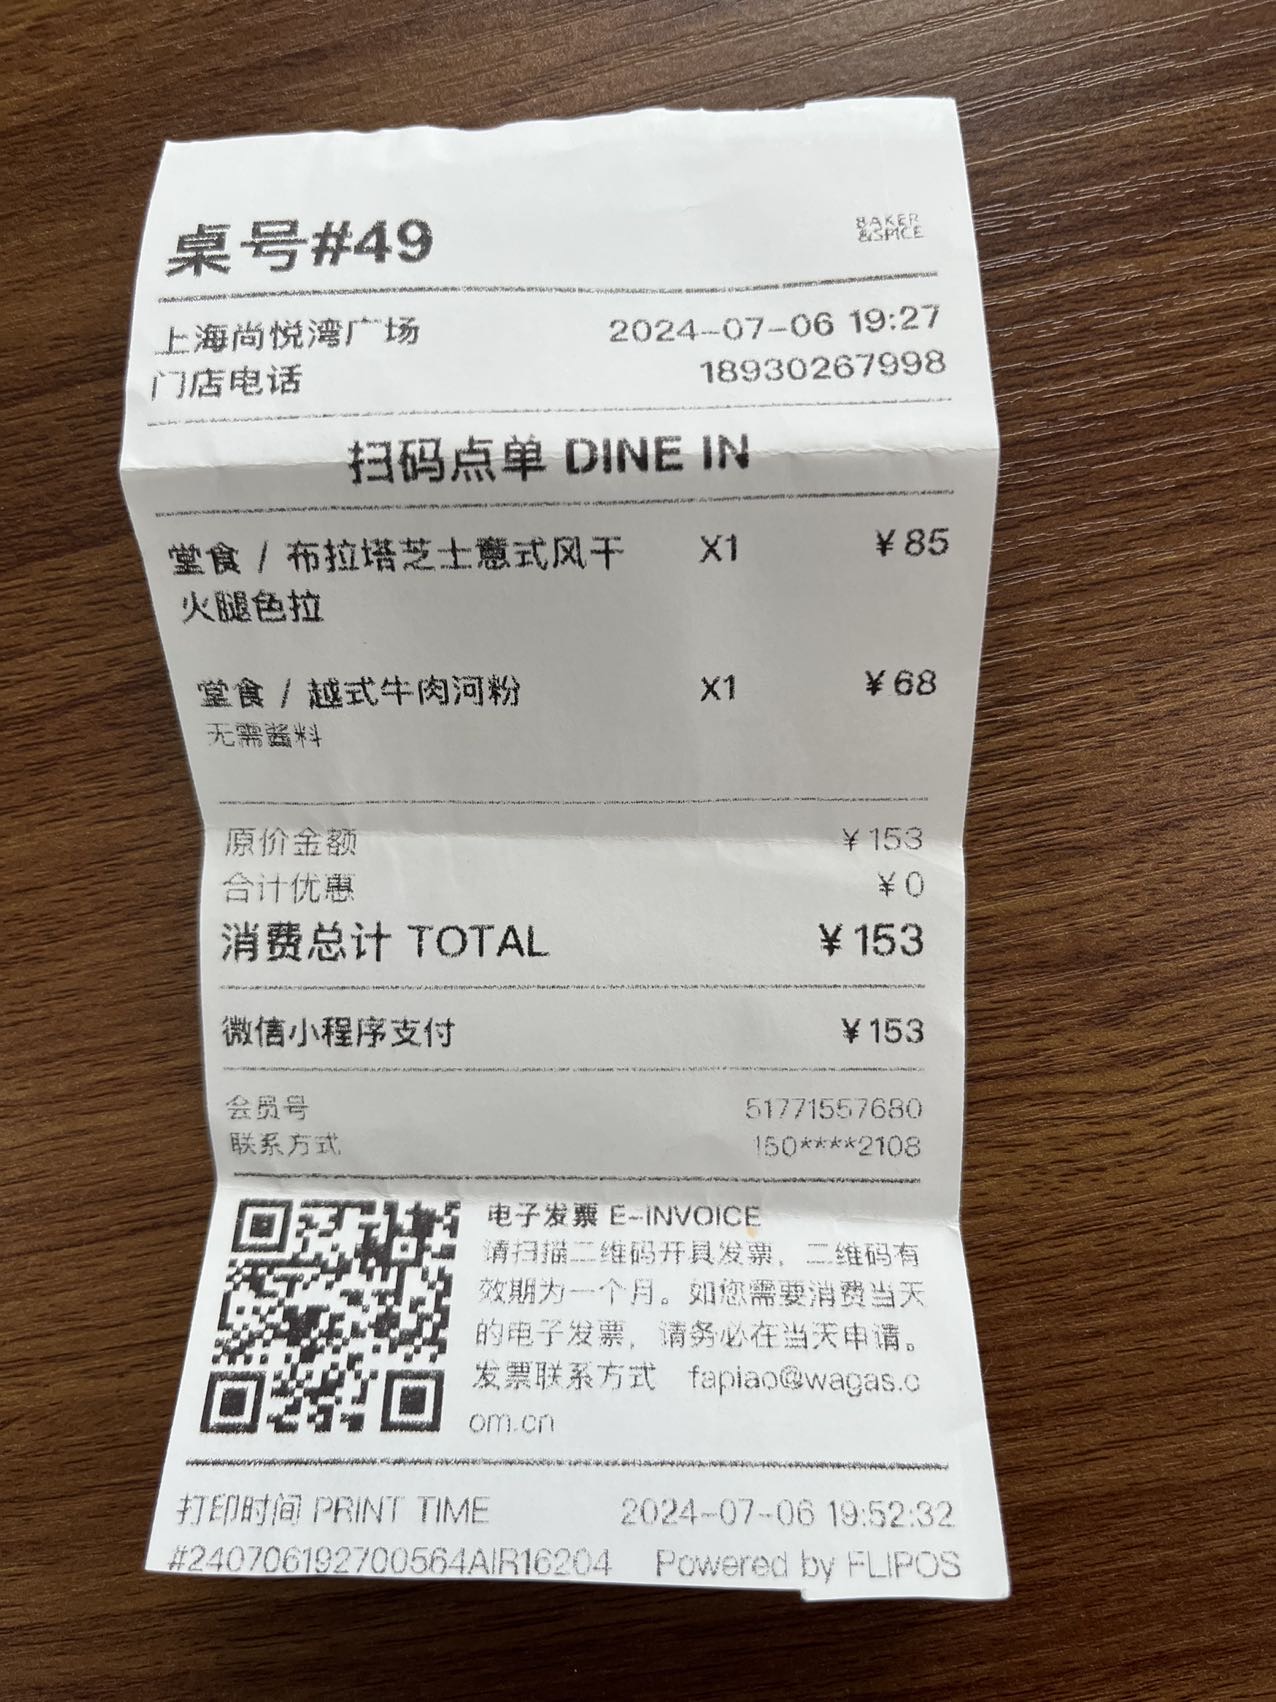 桌号#49
BAKER
&SPICE
上海尚悦湾广场 2024-07-06 19:27
门店电话 18930267998
扫码点单 DINE IN
堂食 / 布拉塔芝士意式风干 X1 ¥85
火腿色拉
堂食 / 越式牛肉河粉 X1 ¥68
无需酱料
原价金额 ¥153
合计优惠 ¥0
消费总计 TOTAL ¥153
微信小程序支付 ¥153
会员号 51771557680
联系方式 150****2108
电子发票 E-INVOICE
请扫描二维码开具发票，二维码有
效期为一个月。如您需要消费当天
的电子发票，请务必在当天申请。
发票联系方式 fapiao@wagas.c
om.cn
打印时间 PRINT TIME 2024-07-06 19:52:32
#240706192700564AIR16204 Powered by FLIPOS